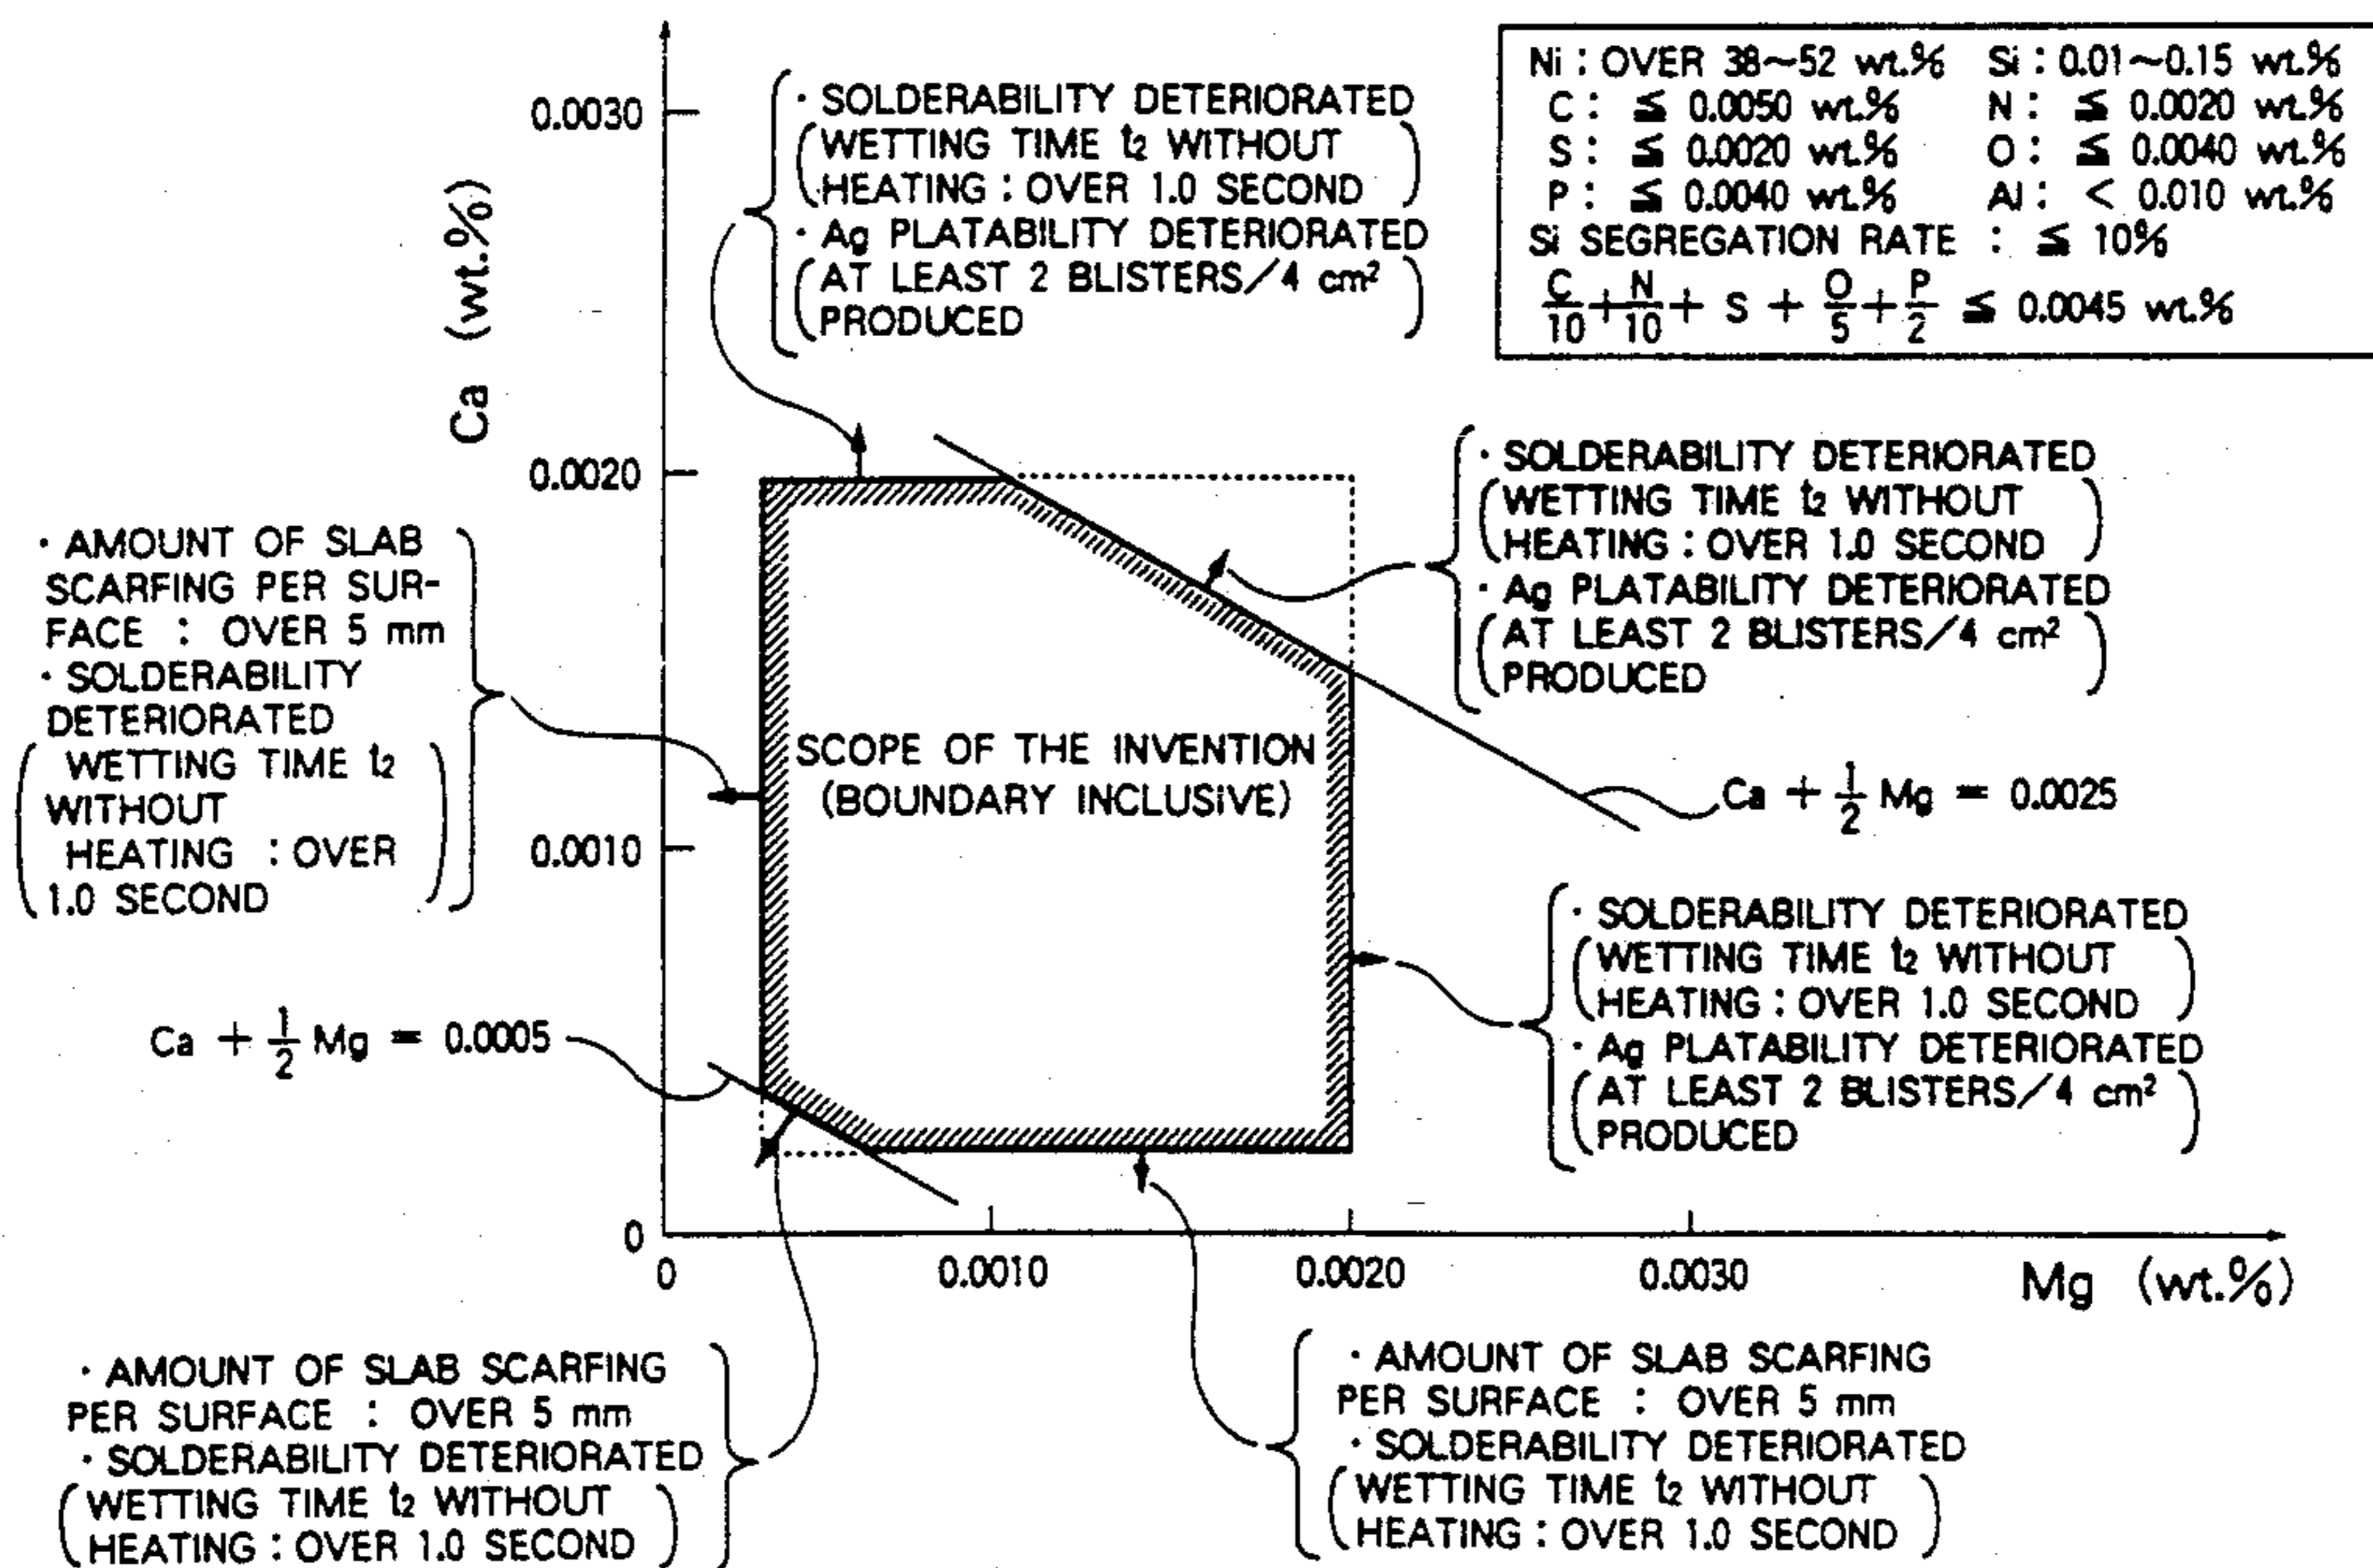 Ni : OVER 38~52 wt.% Si : 0.01~0.15 wt.%
C : ≦ 0.0050 wt.% N : ≦ 0.0020 wt.%
S : ≦ 0.0020 wt.% O : ≦ 0.0040 wt.%
P : ≦ 0.0040 wt.% Al : < 0.010 wt.%
Si SEGREGATION RATE : ≦ 10%
C/10 + N/10 + S + O/5 + P/2 ≦ 0.0045 wt.%
Ca (wt.%)
0.0030
0.0020
0.0010
0
· SOLDERABILITY DETERIORATED
(WETTING TIME t₂ WITHOUT
HEATING : OVER 1.0 SECOND)
· Ag PLATABILITY DETERIORATED
(AT LEAST 2 BLISTERS/4 cm²
PRODUCED)
· SOLDERABILITY DETERIORATED
(WETTING TIME t₂ WITHOUT
HEATING : OVER 1.0 SECOND)
· Ag PLATABILITY DETERIORATED
(AT LEAST 2 BLISTERS/4 cm²
PRODUCED)
· AMOUNT OF SLAB
SCARFING PER SUR-
FACE : OVER 5 mm
· SOLDERABILITY
DETERIORATED
(WETTING TIME t₂
WITHOUT
HEATING : OVER
1.0 SECOND)
SCOPE OF THE INVENTION
(BOUNDARY INCLUSIVE)
Ca + 1/2 Mg = 0.0025
· SOLDERABILITY DETERIORATED
(WETTING TIME t₂ WITHOUT
HEATING : OVER 1.0 SECOND)
· Ag PLATABILITY DETERIORATED
(AT LEAST 2 BLISTERS/4 cm²
PRODUCED)
Ca + 1/2 Mg = 0.0005
0
0.0010
0.0020
0.0030
Mg (wt.%)
· AMOUNT OF SLAB SCARFING
PER SURFACE : OVER 5 mm
· SOLDERABILITY DETERIORATED
(WETTING TIME t₂ WITHOUT
HEATING : OVER 1.0 SECOND)
· AMOUNT OF SLAB SCARFING
PER SURFACE : OVER 5 mm
· SOLDERABILITY DETERIORATED
(WETTING TIME t₂ WITHOUT
HEATING : OVER 1.0 SECOND)